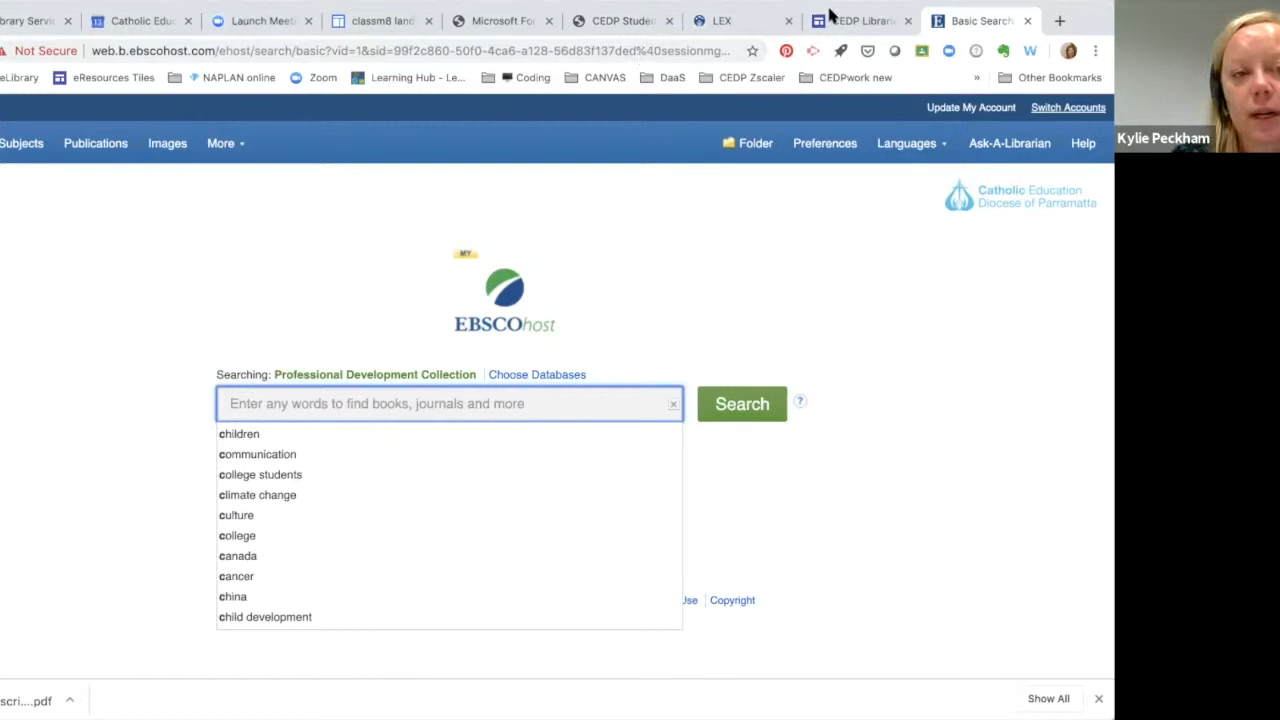 brary Servi
Catholic Edu
Launch Meeti
classm8 land
Microsoft Fo
CEDP Studen
LEX
CEDP Librari
Basic Search
Not Secure
web.b.ebscohost.com/ehost/search/basic?vid=1&sid=99f2c860-50f0-4ca6-a128-56d83f137ded%40sessionmg...
eLibrary
eResources Tiles
NAPLAN online
Zoom
Learning Hub - Le...
Coding
CANVAS
DaaS
CEDP Zscaler
CEDPwork new
»
Other Bookmarks
Update My Account
Switch Accounts
Subjects
Publications
Images
More
Folder
Preferences
Languages
Ask-A-Librarian
Help
Kylie Peckham
Catholic Education
Diocese of Parramatta
MY
EBSCOhost
Searching: Professional Development Collection
Choose Databases
Enter any words to find books, journals and more
Search
?
children
communication
college students
climate change
culture
college
canada
cancer
china
child development
Use
Copyright
scri....pdf
Show All